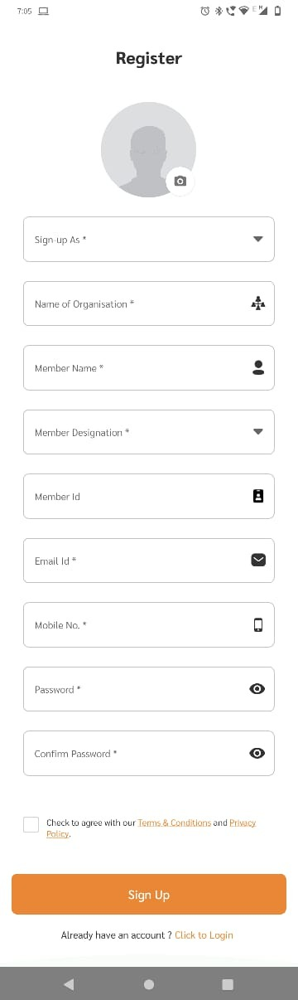 7:05
Register
Sign-up As *
Name of Organisation *
Member Name *
Member Designation *
Member Id
Email Id *
Mobile No. *
Password *
Confirm Password *
Check to agree with our Terms & Conditions and Privacy
Policy.
Sign Up
Already have an account ? Click to Login